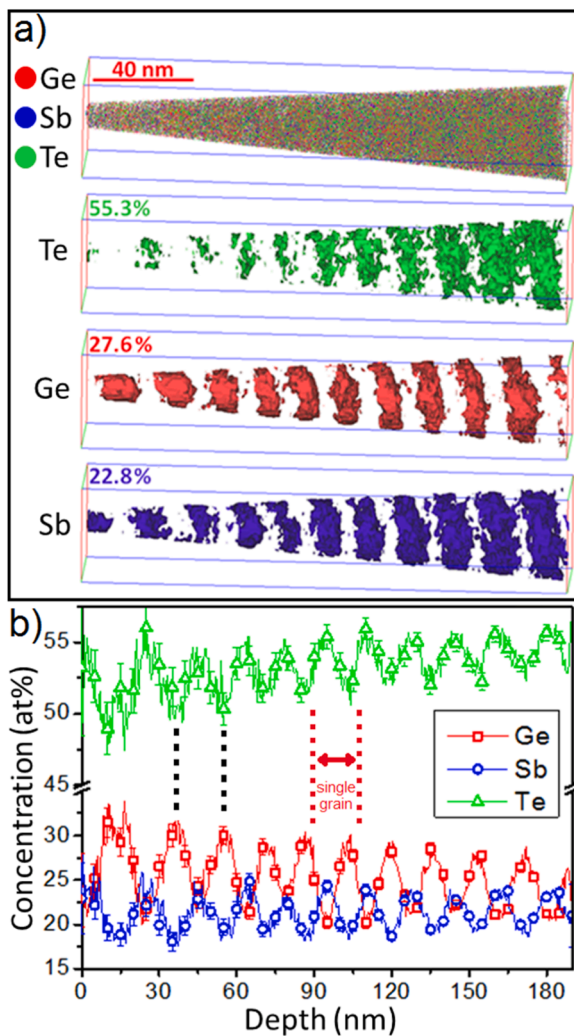 a)
Ge
40 nm
Sb
Te
55.3%
Te
27.6%
Ge
22.8%
Sb
b)
55
50
45
30
25
20
15
Concentration (at%)
single
grain
Ge
Sb
Te
0 30 60 90 120 150 180
Depth (nm)